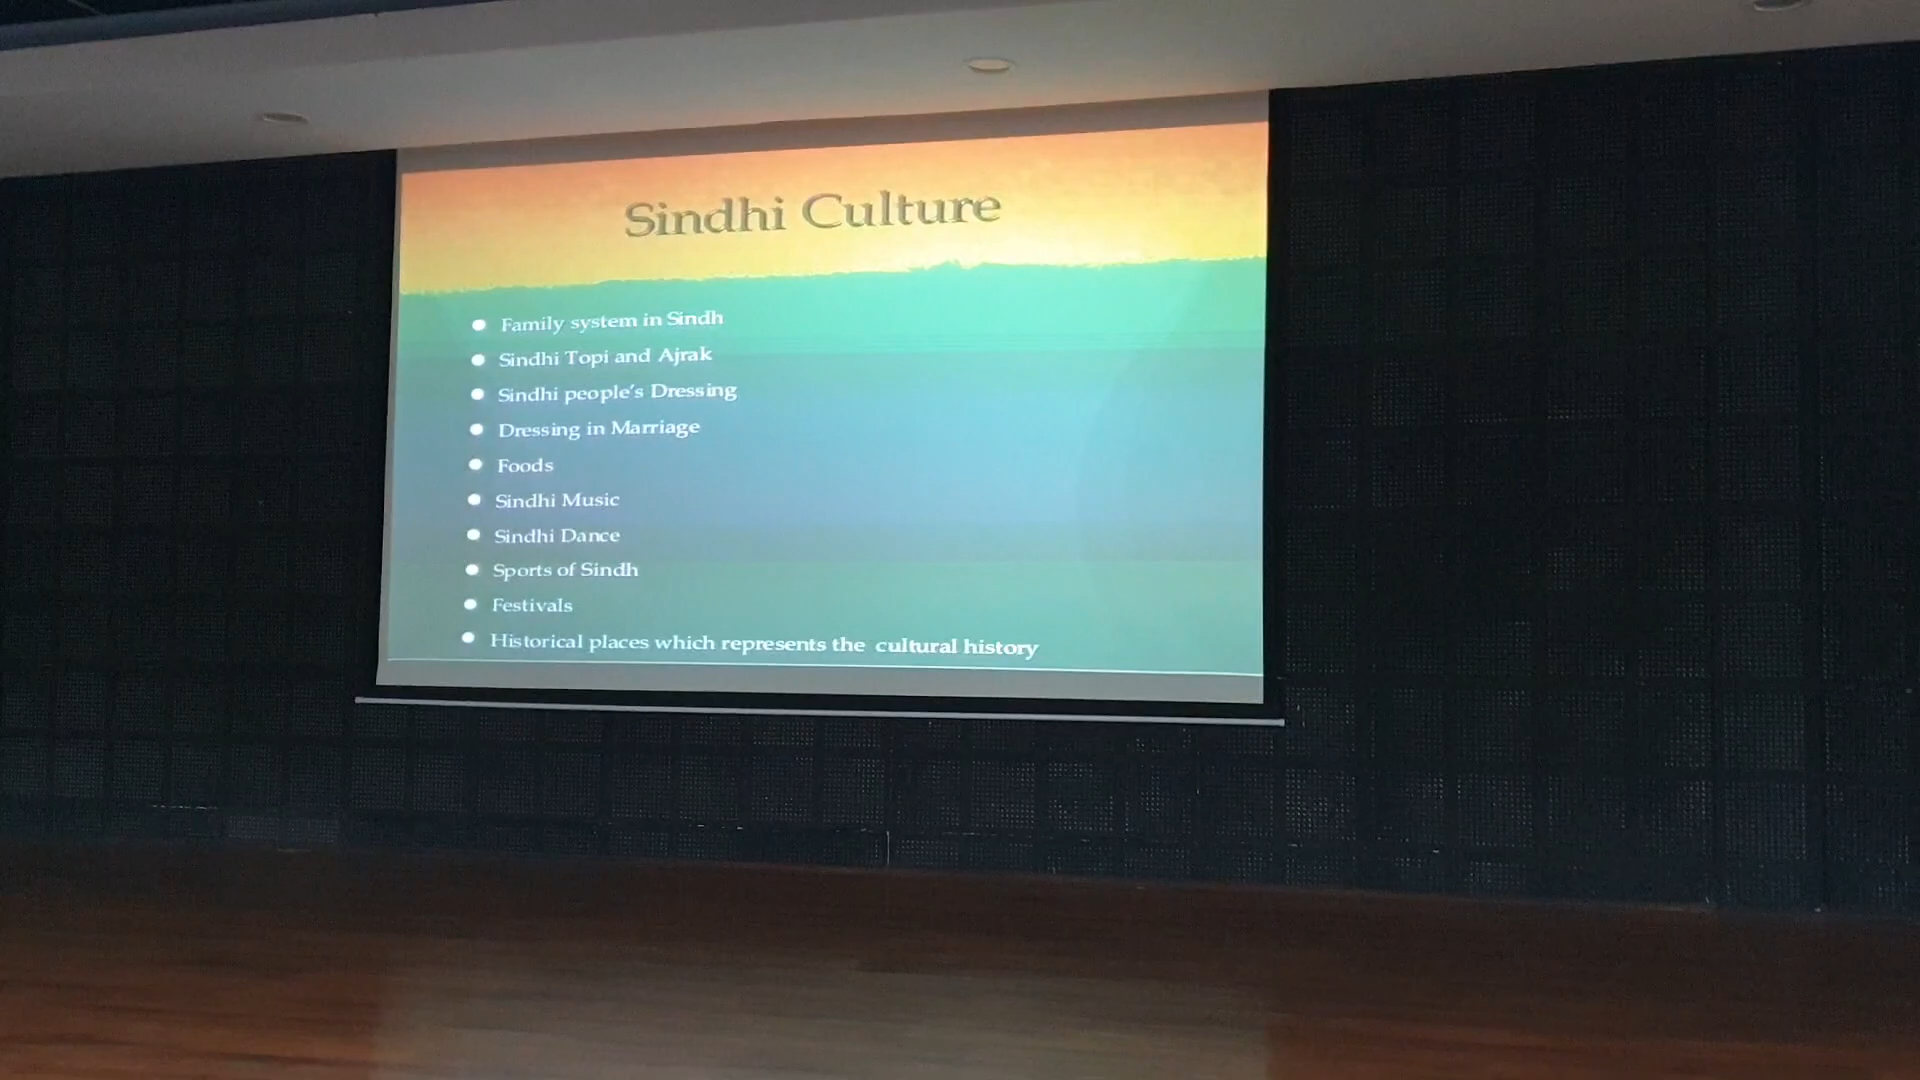 Sindhi Culture
Family system in Sindh
Sindhi Topi and Ajrak
Sindhi people's Dressing
Dressing in Marriage
Foods
Sindhi Music
Sindhi Dance
Sports of Sindh
Festivals
Historical places which represents the cultural history